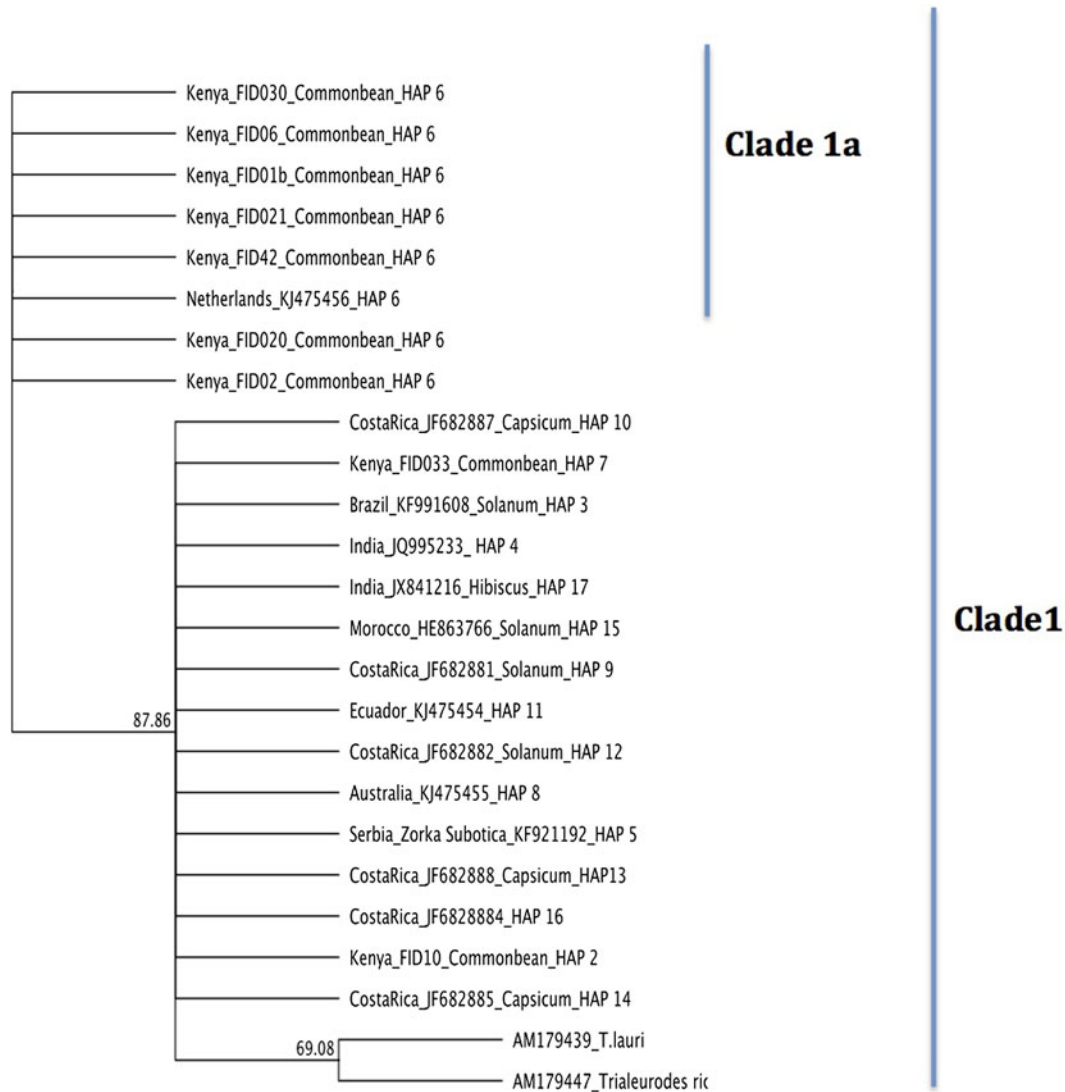 Kenya_FID030_Commonbean_HAP 6
Kenya_FID06_Commonbean_HAP 6
Clade 1a
Kenya_FID01b_Commonbean_HAP 6
Kenya_FID021_Commonbean_HAP 6
Kenya_FID42_Commonbean_HAP 6
Netherlands_KJ475456_HAP 6
Kenya_FID020_Commonbean_HAP 6
Kenya_FID02_Commonbean_HAP 6
CostaRica_JF682887_Capsicum_HAP 10
Kenya_FID033_Commonbean_HAP 7
Brazil_KF991608_Solanum_HAP 3
India_JQ995233_ HAP 4
India_JX841216_Hibiscus_HAP 17
Morocco_HE863766_Solanum_HAP 15
Clade1
CostaRica_JF682881_Solanum_HAP 9
Ecuador_KJ475454_HAP 11
87.86
CostaRica_JF682882_Solanum_HAP 12
Australia_KJ475455_HAP 8
Serbia_Zorka Subotica_KF921192_HAP 5
CostaRica_JF682888_Capsicum_HAP13
CostaRica_JF6828884_HAP 16
Kenya_FID10_Commonbean_HAP 2
CostaRica_JF682885_Capsicum_HAP 14
AM179439_T.lauri
69.08
AM179447_Trialeurodes ric